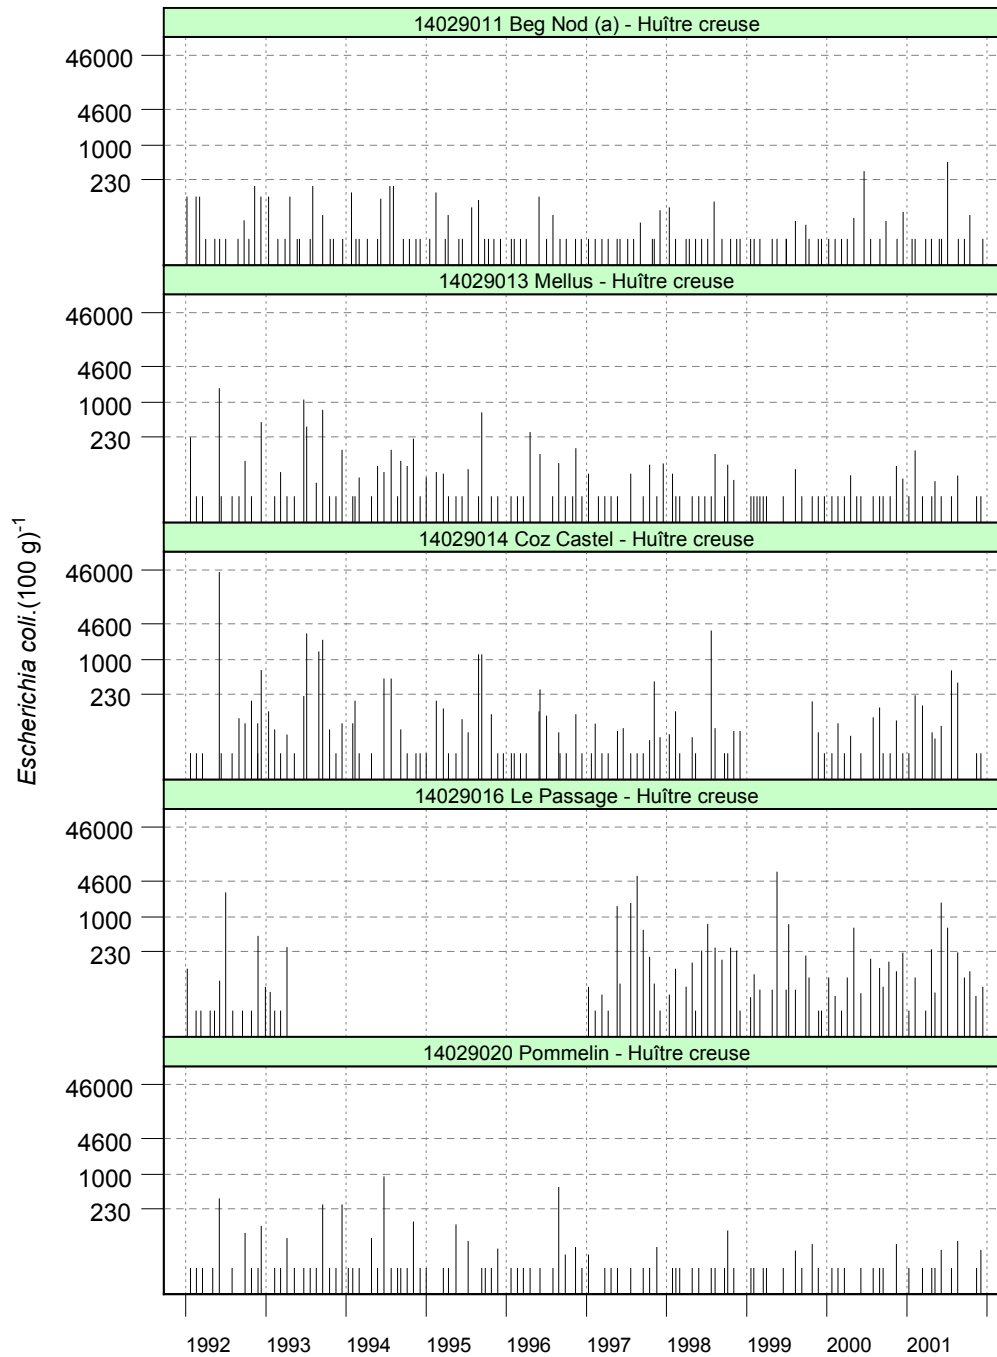 14029011 Beg Nod (a) - Huître creuse
46000
4600
1000
230
14029013 Mellus - Huître creuse
46000
4600
1000
230
14029014 Coz Castel - Huître creuse
46000
4600
1000
230
Escherichia coli.(100 g)-1
14029016 Le Passage - Huître creuse
46000
4600
1000
230
14029020 Pommelin - Huître creuse
46000
4600
1000
230
1992 1993 1994 1995 1996 1997 1998 1999 2000 2001